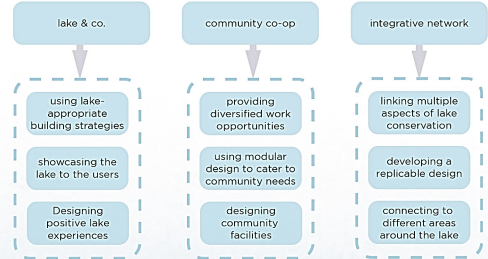 lake & co.
community co-op
integrative network
using lake-
appropriate
building strategies
showcasing the
lake to the users
Designing
positive lake
experiences
providing
diversified work
opportunities
using modular
design to cater to
community needs
designing
community
facilities
linking multiple
aspects of lake
conservation
developing a
replicable design
connecting to
different areas
around the lake